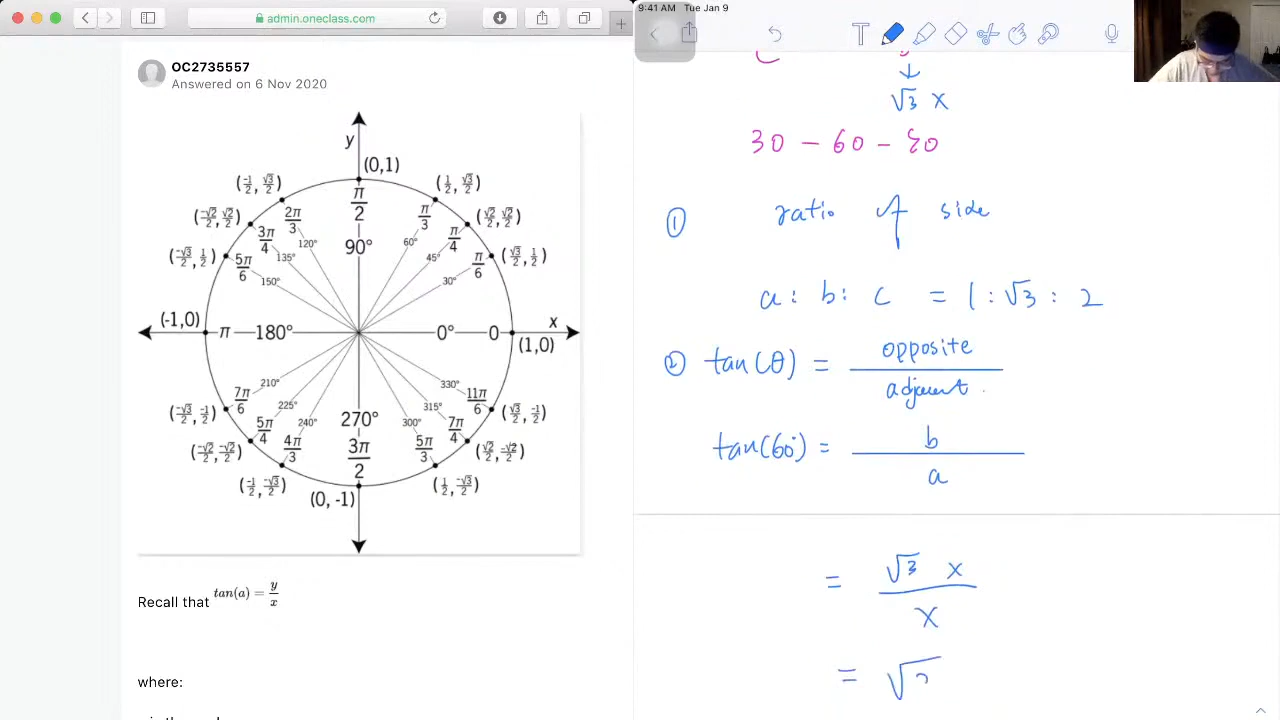 admin.oneclass.com
9:41 AM Tue Jan 9
OC2735557
Answered on 6 Nov 2020
y
(0,1)
(-1/2, √3/2) (1/2, √3/2)
(-√2/2, √2/2) (√2/2, √2/2)
(-√3/2, 1/2) (√3/2, 1/2)
2π/3 π/2 π/3
3π/4 120° 90° 60° π/4
5π/6 135° 45° π/6
150° 30°
(-1,0) π 180° 0° 0 x
(1,0)
210° 330°
7π/6 225° 315° 11π/6
5π/4 240° 270° 300° 7π/4
4π/3 3π/2 5π/3
(-√3/2, -1/2) (√3/2, -1/2)
(-√2/2, -√2/2) (√2/2, -√2/2)
(-1/2, -√3/2) (1/2, -√3/2)
(0, -1)
Recall that tan(a) = y/x
where:
↓
√3 x
30 - 60 - 90
① ratio of side
a : b : c = 1 : √3 : 2
② tan(θ) = opposite / adjacent
tan(60°) = b / a
= √3 x / x
= √